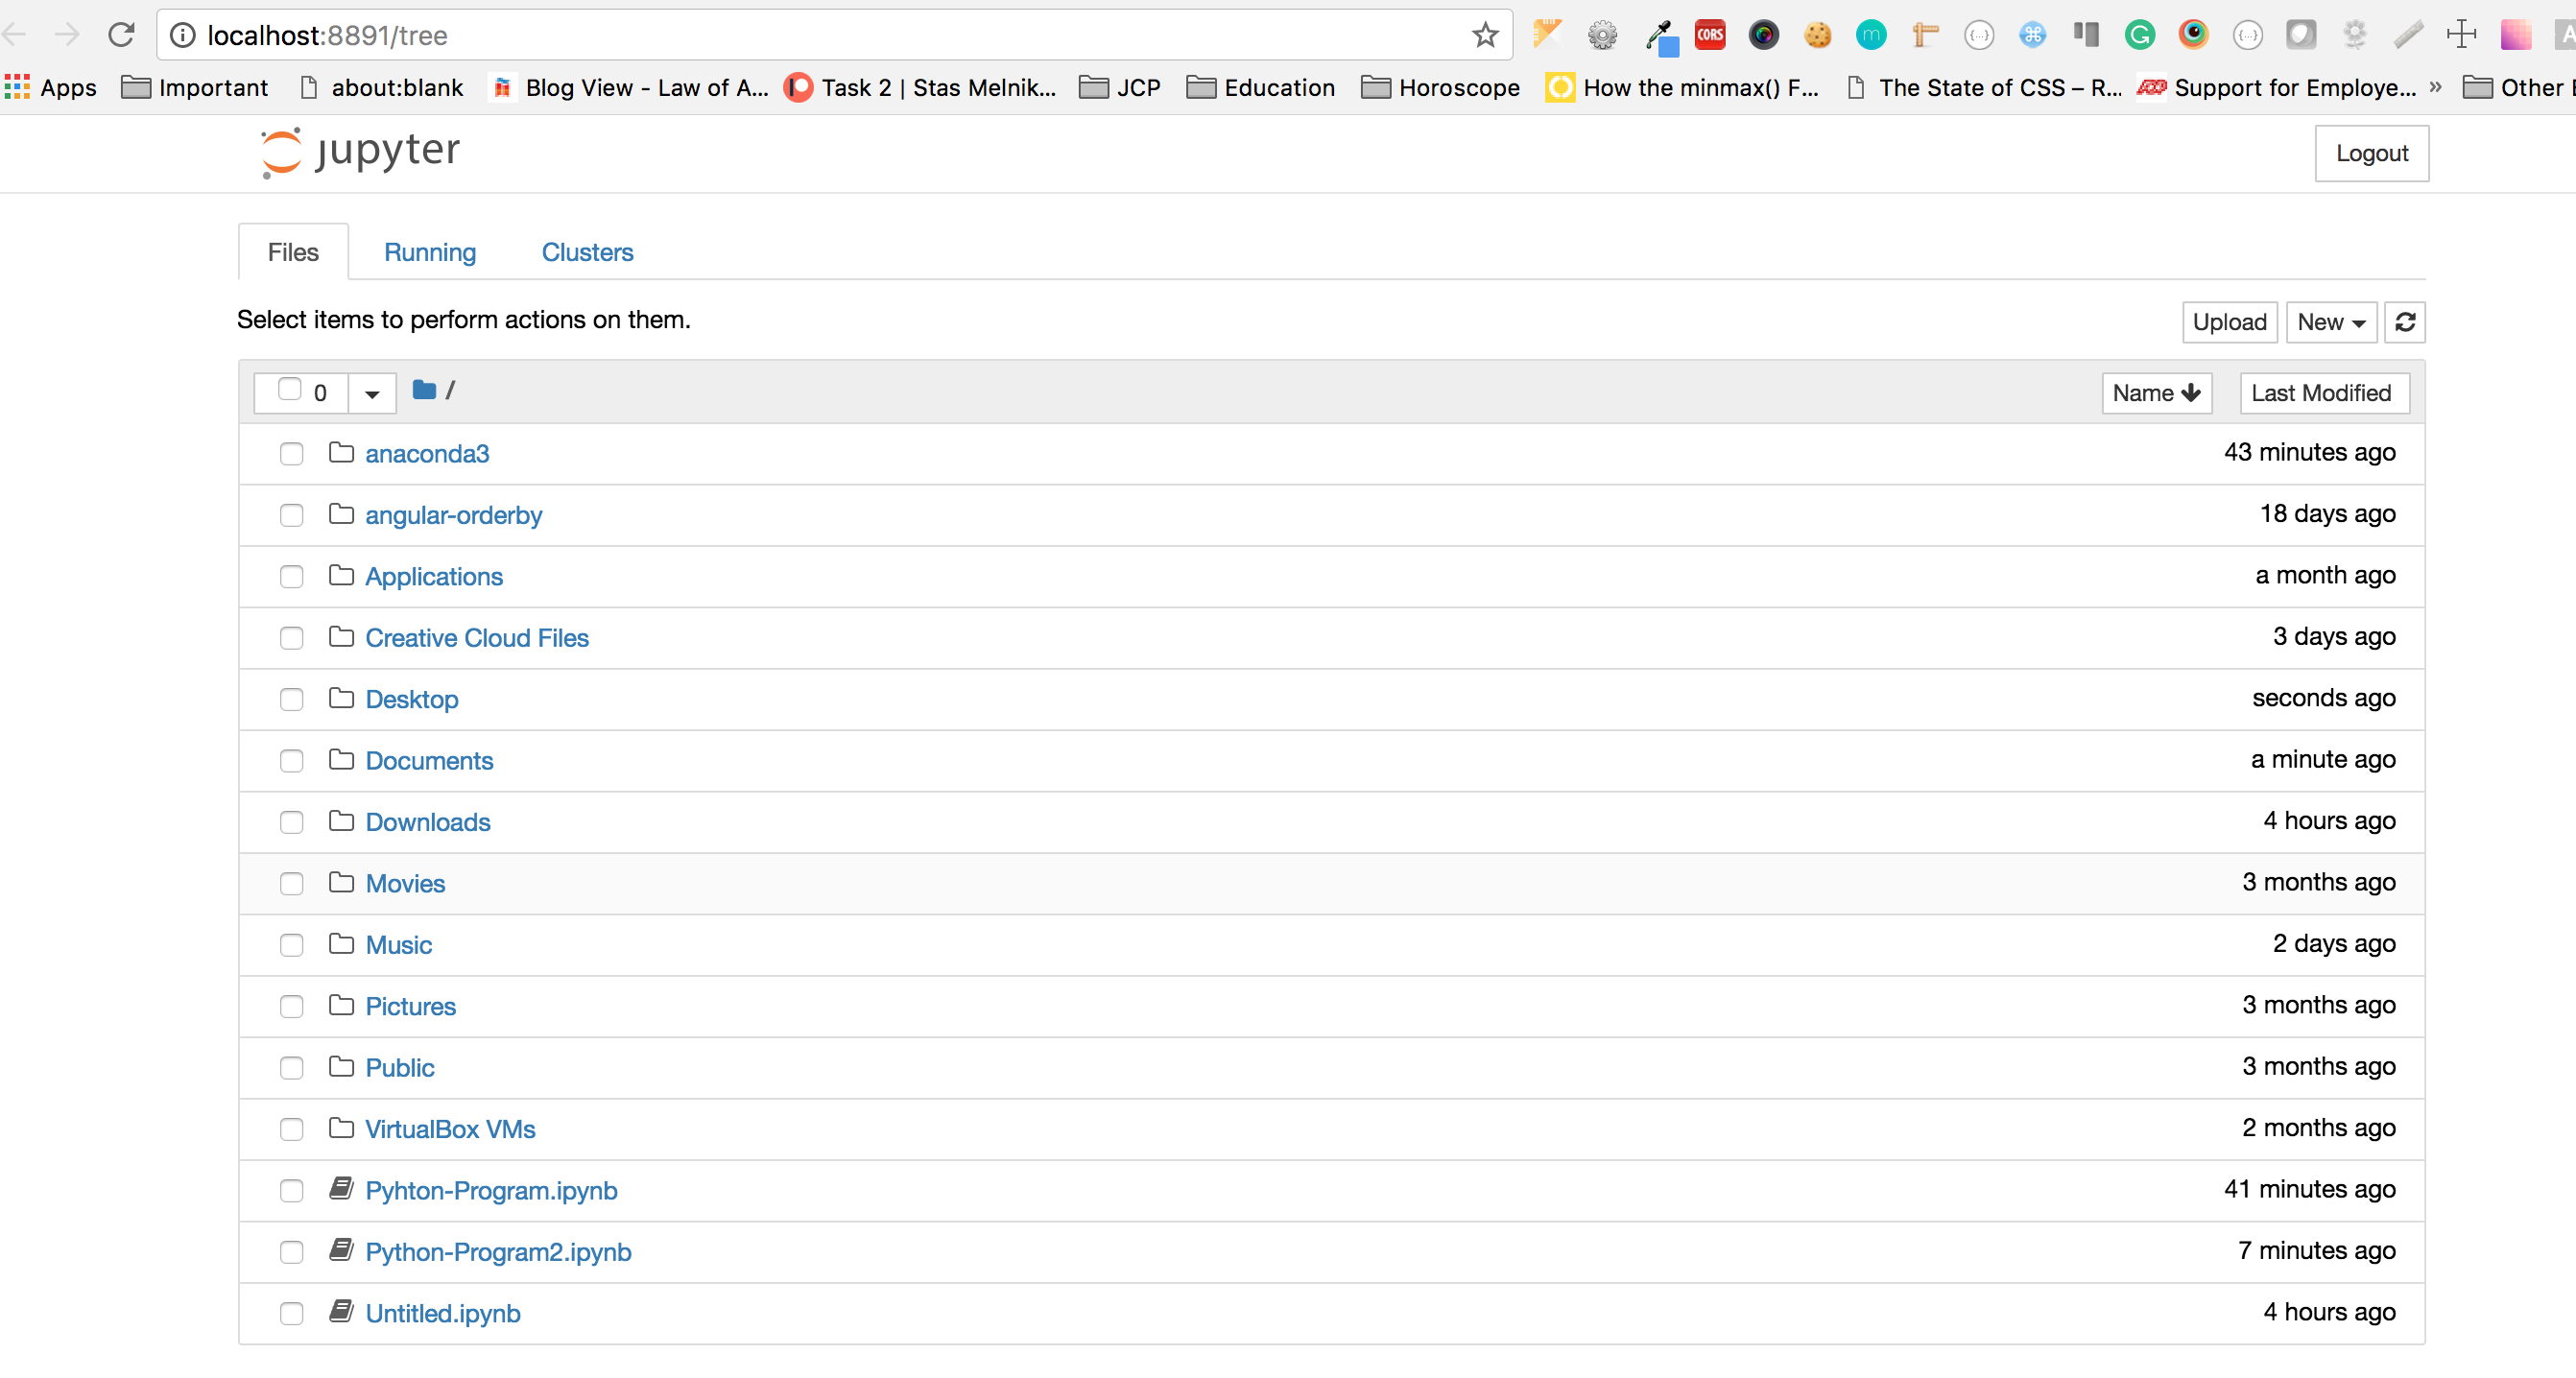 localhost:8891/tree
CORS m G
Apps Important about:blank Blog View - Law of A... Task 2 | Stas Melnik... JCP Education Horoscope How the minmax() F... The State of CSS – R... Support for Employe... » Other
jupyter Logout
Files Running Clusters
Select items to perform actions on them. Upload New
0 / Name Last Modified
anaconda3 43 minutes ago
angular-orderby 18 days ago
Applications a month ago
Creative Cloud Files 3 days ago
Desktop seconds ago
Documents a minute ago
Downloads 4 hours ago
Movies 3 months ago
Music 2 days ago
Pictures 3 months ago
Public 3 months ago
VirtualBox VMs 2 months ago
Pyhton-Program.ipynb 41 minutes ago
Python-Program2.ipynb 7 minutes ago
Untitled.ipynb 4 hours ago